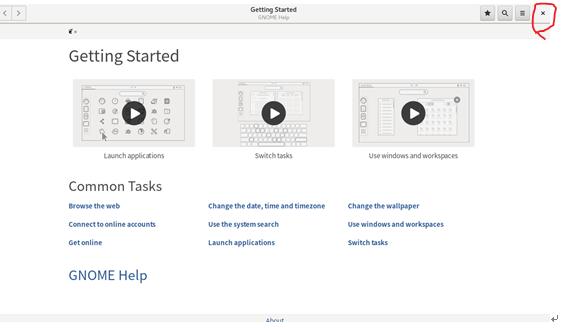 Getting Started
GNOME Help
Getting Started
Launch applications
Switch tasks
Use windows and workspaces
Common Tasks
Browse the web
Change the date, time and timezone
Change the wallpaper
Connect to online accounts
Use the system search
Use windows and workspaces
Get online
Launch applications
Switch tasks
GNOME Help
About